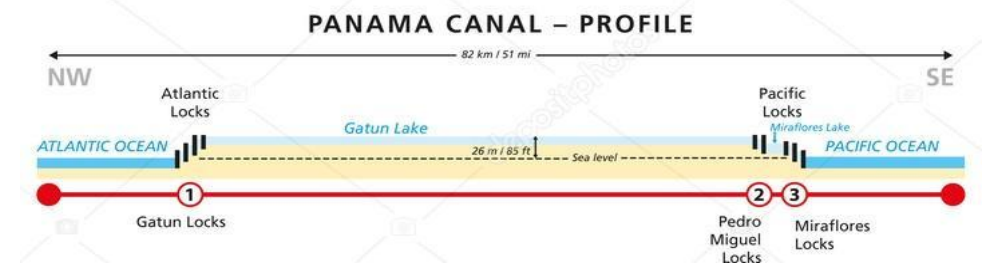 PANAMA CANAL – PROFILE
82 km / 51 mi
NW
SE
Atlantic
Locks
Pacific
Locks
ATLANTIC OCEAN
Gatun Lake
Miraflores Lake
PACIFIC OCEAN
26 m / 85 ft
Sea level
1
2
3
Gatun Locks
Pedro
Miguel
Locks
Miraflores
Locks
depositphotos